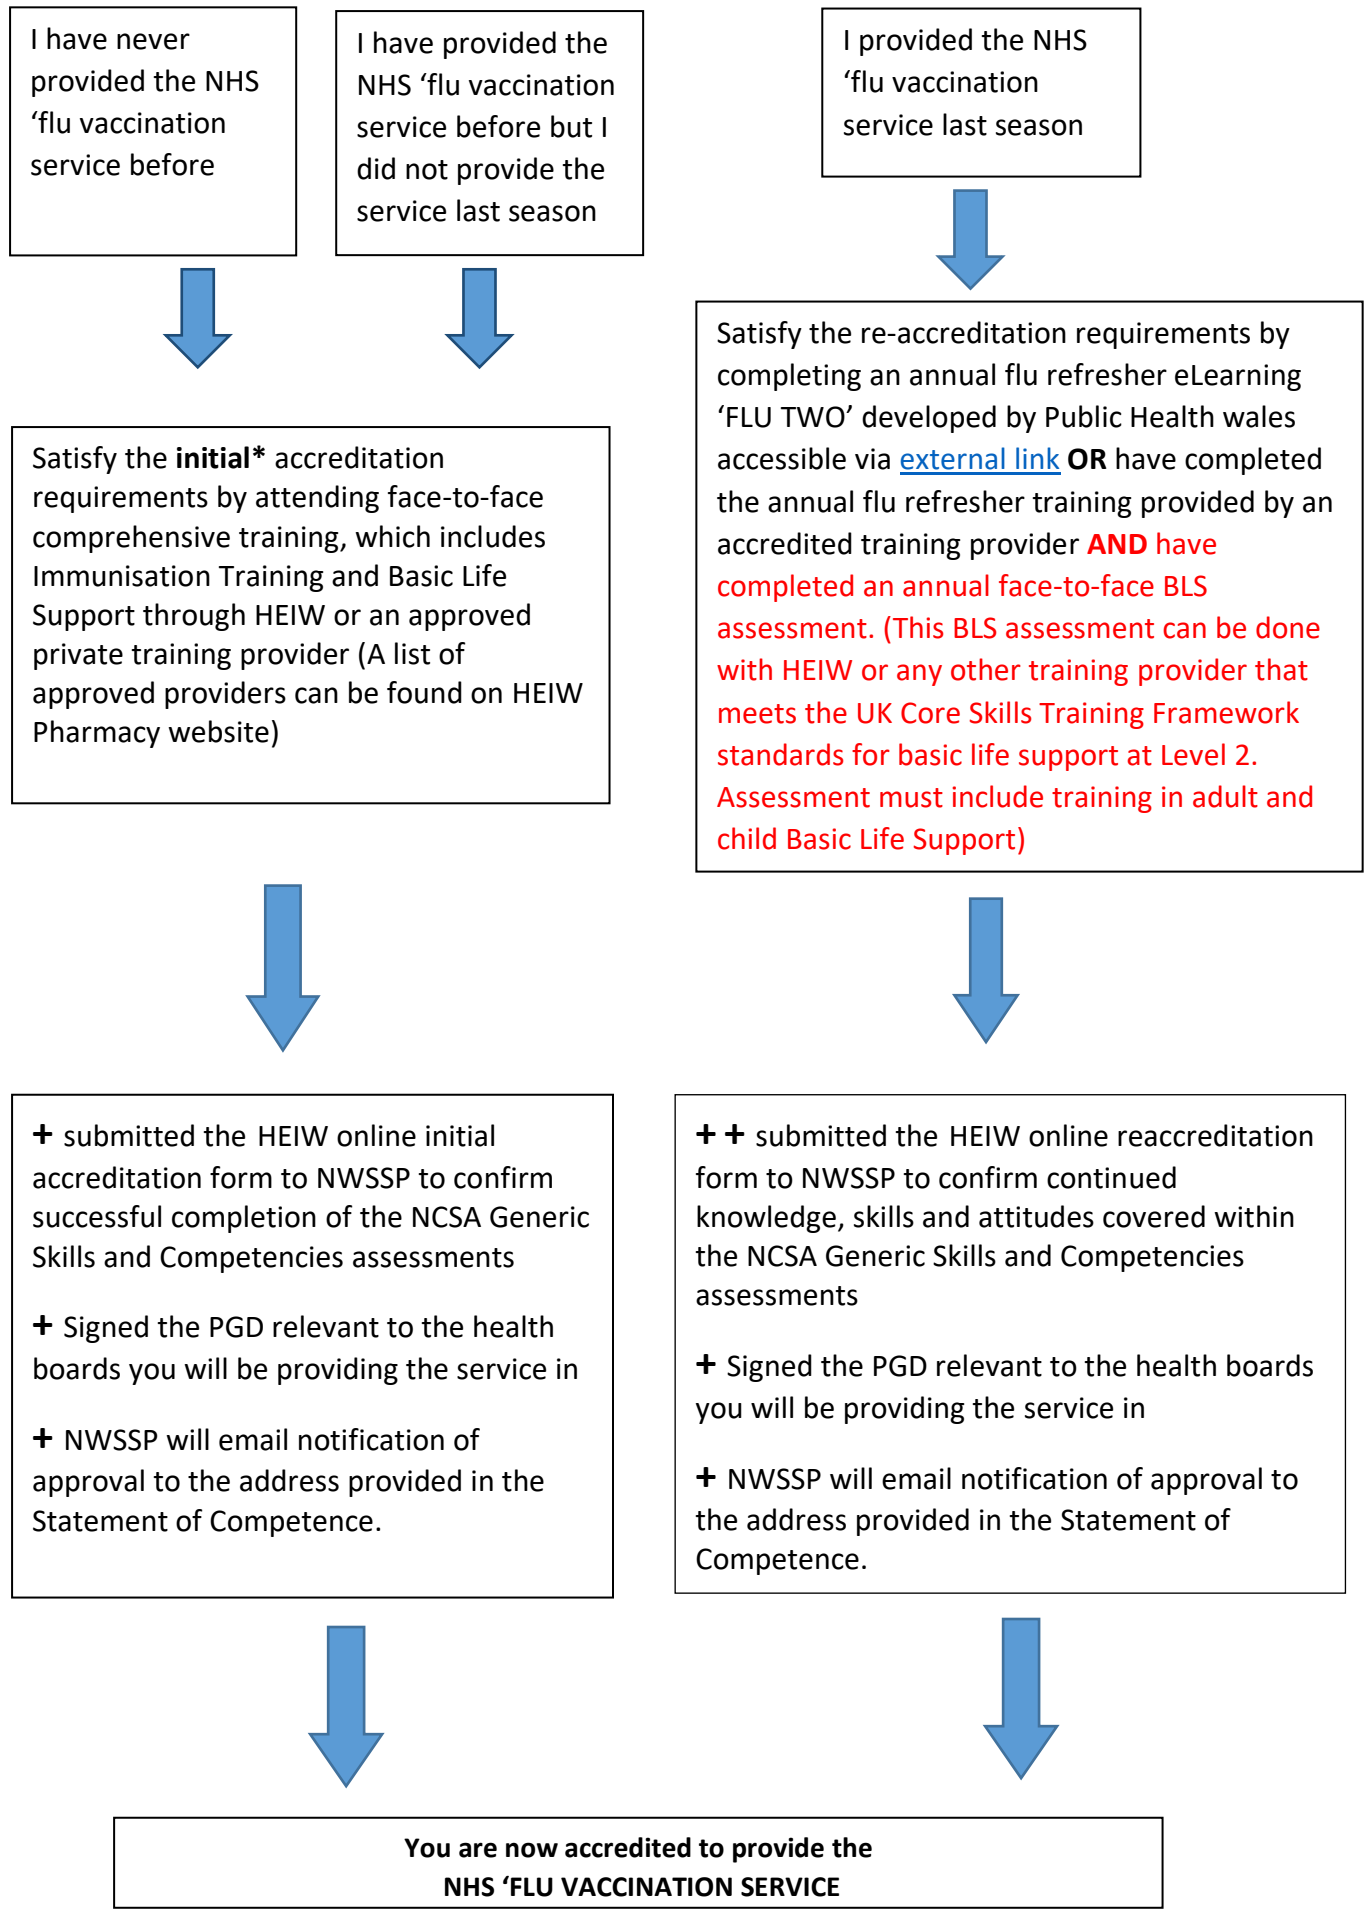 I have never
provided the NHS
‘flu vaccination
service before
I have provided the
NHS ‘flu vaccination
service before but I
did not provide the
service last season
I provided the NHS
‘flu vaccination
service last season
Satisfy the initial* accreditation
requirements by attending face-to-face
comprehensive training, which includes
Immunisation Training and Basic Life
Support through HEIW or an approved
private training provider (A list of
approved providers can be found on HEIW
Pharmacy website)
Satisfy the re-accreditation requirements by
completing an annual flu refresher eLearning
‘FLU TWO’ developed by Public Health wales
accessible via external link OR have completed
the annual flu refresher training provided by an
accredited training provider AND have
completed an annual face-to-face BLS
assessment. (This BLS assessment can be done
with HEIW or any other training provider that
meets the UK Core Skills Training Framework
standards for basic life support at Level 2.
Assessment must include training in adult and
child Basic Life Support)
+ submitted the HEIW online initial
accreditation form to NWSSP to confirm
successful completion of the NCSA Generic
Skills and Competencies assessments
+ Signed the PGD relevant to the health
boards you will be providing the service in
+ NWSSP will email notification of
approval to the address provided in the
Statement of Competence.
+ + submitted the HEIW online reaccreditation
form to NWSSP to confirm continued
knowledge, skills and attitudes covered within
the NCSA Generic Skills and Competencies
assessments
+ Signed the PGD relevant to the health boards
you will be providing the service in
+ NWSSP will email notification of approval to
the address provided in the Statement of
Competence.
You are now accredited to provide the
NHS ‘FLU VACCINATION SERVICE